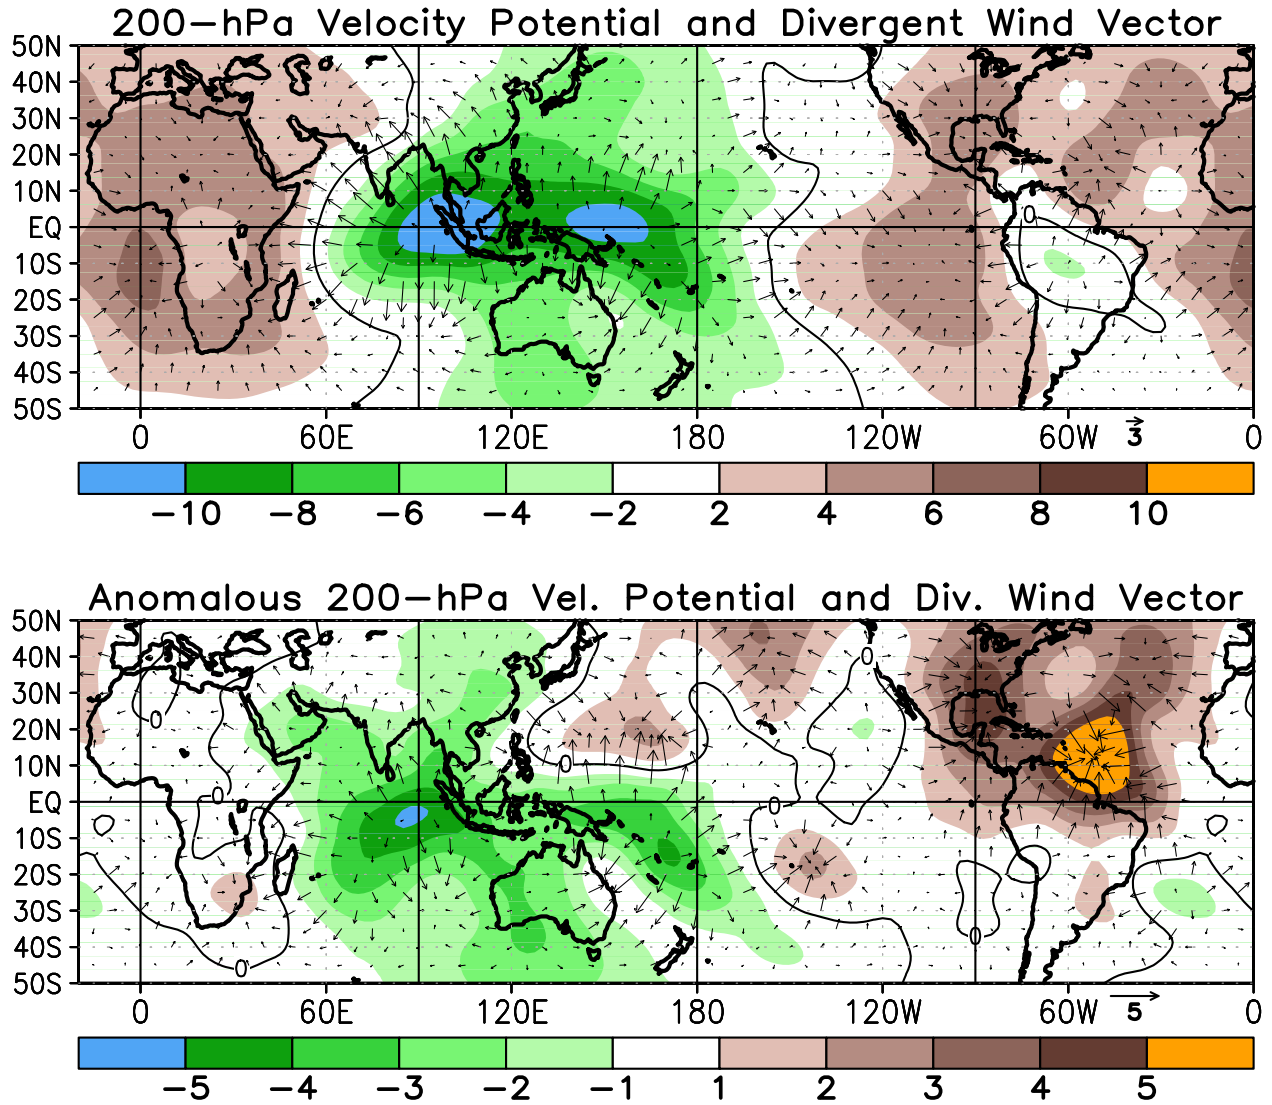 200−hPa Velocity Potential and Divergent Wind Vector
50N
40N
30N
20N
10N
EQ
10S
20S
30S
40S
50S
0
0 60E 120E 180 120W 60W 0
3
−10 −8 −6 −4 −2 2 4 6 8 10
Anomalous 200−hPa Vel. Potential and Div. Wind Vector
50N
40N
30N
20N
10N
EQ
10S
20S
30S
40S
50S
0
0
0
0
0
0
0
0 60E 120E 180 120W 60W 0
5
−5 −4 −3 −2 −1 1 2 3 4 5